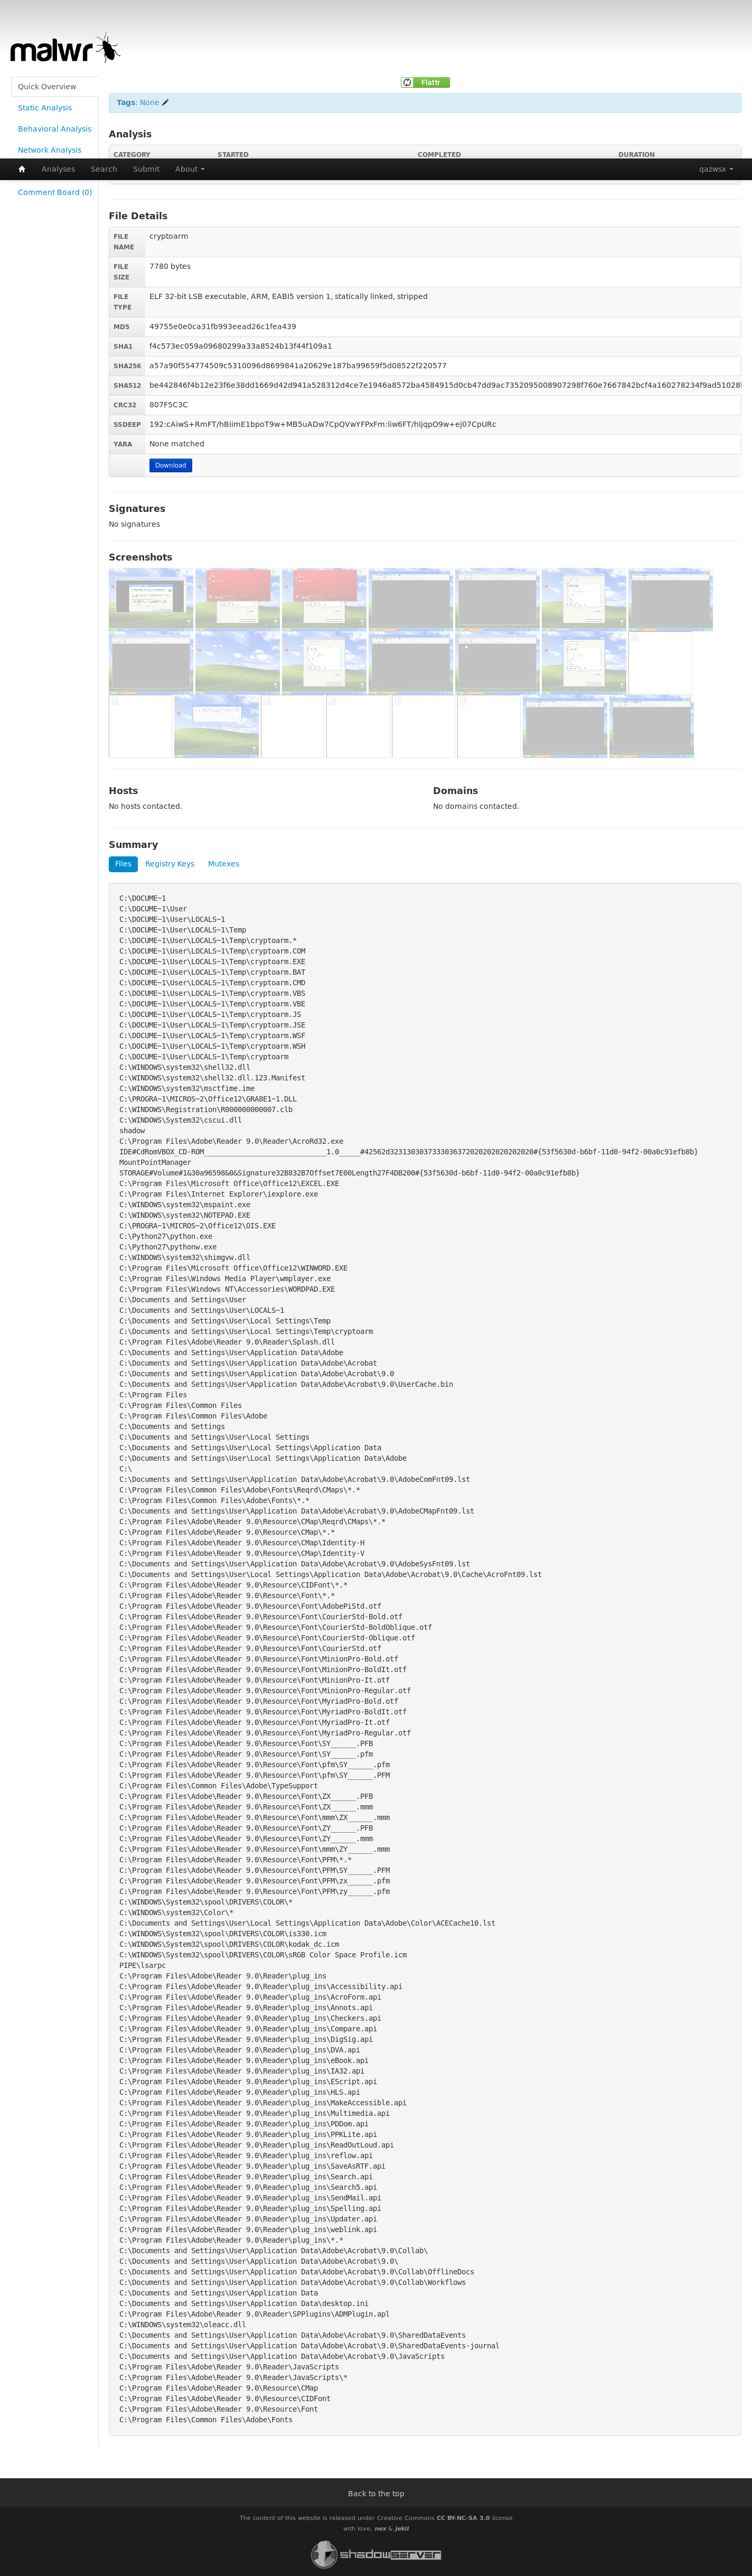 malwr
Quick Overview
Static Analysis
Behavioral Analysis
Network Analysis
Comment Board (0)
Flattr
Tags: None
Analysis
CATEGORY STARTED COMPLETED DURATION
Analyses Search Submit About qazwsx
File Details
FILE NAME cryptoarm
FILE SIZE 7780 bytes
FILE TYPE ELF 32-bit LSB executable, ARM, EABI5 version 1, statically linked, stripped
MD5 49755e0e0ca31fb993eead26c1fea439
SHA1 f4c573ec059a09680299a33a8524b13f44f109a1
SHA256 a57a90f554774509c5310096d8699841a20629e187ba99659f5d08522f220577
SHA512 be442846f4b12e23f6e38dd1669d42d941a528312d4ce7e1946a8572ba4584915d0cb47dd9ac7352095008907298f760e7667842bcf4a160278234f9ad51028
CRC32 807F5C3C
SSDEEP 192:cAiwS+RmFT/hBiimE1bpoT9w+MB5uADw7CpQVwYFPxFm:liw6FT/hIjqpO9w+ej07CpURc
YARA None matched
Download
Signatures
No signatures
Screenshots
Hosts
No hosts contacted.
Domains
No domains contacted.
Summary
Files Registry Keys Mutexes
C:\DOCUME~1
C:\DOCUME~1\User
C:\DOCUME~1\User\LOCALS~1
C:\DOCUME~1\User\LOCALS~1\Temp
C:\DOCUME~1\User\LOCALS~1\Temp\cryptoarm.*
C:\DOCUME~1\User\LOCALS~1\Temp\cryptoarm.COM
C:\DOCUME~1\User\LOCALS~1\Temp\cryptoarm.EXE
C:\DOCUME~1\User\LOCALS~1\Temp\cryptoarm.BAT
C:\DOCUME~1\User\LOCALS~1\Temp\cryptoarm.CMD
C:\DOCUME~1\User\LOCALS~1\Temp\cryptoarm.VBS
C:\DOCUME~1\User\LOCALS~1\Temp\cryptoarm.VBE
C:\DOCUME~1\User\LOCALS~1\Temp\cryptoarm.JS
C:\DOCUME~1\User\LOCALS~1\Temp\cryptoarm.JSE
C:\DOCUME~1\User\LOCALS~1\Temp\cryptoarm.WSF
C:\DOCUME~1\User\LOCALS~1\Temp\cryptoarm.WSH
C:\DOCUME~1\User\LOCALS~1\Temp\cryptoarm
C:\WINDOWS\system32\shell32.dll
C:\WINDOWS\system32\shell32.dll.123.Manifest
C:\WINDOWS\system32\msctfime.ime
C:\PROGRA~1\MICROS~2\Office12\GRA8E1~1.DLL
C:\WINDOWS\Registration\R000000000007.clb
C:\WINDOWS\System\cscui.dll
shadow
C:\Program Files\Adobe\Reader 9.0\Reader\AcroRd32.exe
IDE#CdRomVBOX_CD-ROM_____________________________1.0_____#42562d3231303037333036372020202020202020#{53f5630d-b6bf-11d0-94f2-00a0c91efb8b}
MountPointManager
STORAGE#Volume#1&30a96598&0&Signature32B832B7Offset7E00Length27F4DB200#{53f5630d-b6bf-11d0-94f2-00a0c91efb8b}
C:\Program Files\Microsoft Office\Office12\EXCEL.EXE
C:\Program Files\Internet Explorer\iexplore.exe
C:\WINDOWS\system32\mspaint.exe
C:\WINDOWS\system32\NOTEPAD.EXE
C:\PROGRA~1\MICROS~2\Office12\OIS.EXE
C:\Python27\python.exe
C:\Python27\pythonw.exe
C:\WINDOWS\system32\shimgvw.dll
C:\Program Files\Microsoft Office\Office12\WINWORD.EXE
C:\Program Files\Windows Media Player\wmplayer.exe
C:\Program Files\Windows NT\Accessories\WORDPAD.EXE
C:\Documents and Settings\User
C:\Documents and Settings\User\LOCALS~1
C:\Documents and Settings\User\Local Settings\Temp
C:\Documents and Settings\User\Local Settings\Temp\cryptoarm
C:\Program Files\Adobe\Reader 9.0\Reader\Splash.dll
C:\Documents and Settings\User\Application Data\Adobe
C:\Documents and Settings\User\Application Data\Adobe\Acrobat
C:\Documents and Settings\User\Application Data\Adobe\Acrobat\9.0
C:\Documents and Settings\User\Application Data\Adobe\Acrobat\9.0\UserCache.bin
C:\Program Files
C:\Program Files\Common Files
C:\Program Files\Common Files\Adobe
C:\Documents and Settings
C:\Documents and Settings\User\Local Settings
C:\Documents and Settings\User\Local Settings\Application Data
C:\Documents and Settings\User\Local Settings\Application Data\Adobe
C:\
C:\Documents and Settings\User\Application Data\Adobe\Acrobat\9.0\AdobeComFnt09.lst
C:\Program Files\Common Files\Adobe\Fonts\Reqrd\CMaps\*.*
C:\Program Files\Common Files\Adobe\Fonts\*.*
C:\Documents and Settings\User\Application Data\Adobe\Acrobat\9.0\AdobeCMapFnt09.lst
C:\Program Files\Adobe\Reader 9.0\Resource\CMap\Reqrd\CMaps\*.*
C:\Program Files\Adobe\Reader 9.0\Resource\CMap\*.*
C:\Program Files\Adobe\Reader 9.0\Resource\CMap\Identity-H
C:\Program Files\Adobe\Reader 9.0\Resource\CMap\Identity-V
C:\Documents and Settings\User\Application Data\Adobe\Acrobat\9.0\AdobeSysFnt09.lst
C:\Documents and Settings\User\Local Settings\Application Data\Adobe\Acrobat\9.0\Cache\AcroFnt09.lst
C:\Program Files\Adobe\Reader 9.0\Resource\CIDFont\*.*
C:\Program Files\Adobe\Reader 9.0\Resource\Font\*.*
C:\Program Files\Adobe\Reader 9.0\Resource\Font\AdobePiStd.otf
C:\Program Files\Adobe\Reader 9.0\Resource\Font\CourierStd-Bold.otf
C:\Program Files\Adobe\Reader 9.0\Resource\Font\CourierStd-BoldOblique.otf
C:\Program Files\Adobe\Reader 9.0\Resource\Font\CourierStd-Oblique.otf
C:\Program Files\Adobe\Reader 9.0\Resource\Font\CourierStd.otf
C:\Program Files\Adobe\Reader 9.0\Resource\Font\MinionPro-Bold.otf
C:\Program Files\Adobe\Reader 9.0\Resource\Font\MinionPro-BoldIt.otf
C:\Program Files\Adobe\Reader 9.0\Resource\Font\MinionPro-It.otf
C:\Program Files\Adobe\Reader 9.0\Resource\Font\MinionPro-Regular.otf
C:\Program Files\Adobe\Reader 9.0\Resource\Font\MyriadPro-Bold.otf
C:\Program Files\Adobe\Reader 9.0\Resource\Font\MyriadPro-BoldIt.otf
C:\Program Files\Adobe\Reader 9.0\Resource\Font\MyriadPro-It.otf
C:\Program Files\Adobe\Reader 9.0\Resource\Font\MyriadPro-Regular.otf
C:\Program Files\Adobe\Reader 9.0\Resource\Font\SY______.PFB
C:\Program Files\Adobe\Reader 9.0\Resource\Font\SY______.pfm
C:\Program Files\Adobe\Reader 9.0\Resource\Font\pfm\SY______.pfm
C:\Program Files\Adobe\Reader 9.0\Resource\Font\pfm\SY______.PFM
C:\Program Files\Common Files\Adobe\TypeSupport
C:\Program Files\Adobe\Reader 9.0\Resource\Font\ZX______.PFB
C:\Program Files\Adobe\Reader 9.0\Resource\Font\ZX______.mmm
C:\Program Files\Adobe\Reader 9.0\Resource\Font\mmm\ZX______.mmm
C:\Program Files\Adobe\Reader 9.0\Resource\Font\ZY______.PFB
C:\Program Files\Adobe\Reader 9.0\Resource\Font\ZY______.mmm
C:\Program Files\Adobe\Reader 9.0\Resource\Font\mmm\ZY______.mmm
C:\Program Files\Adobe\Reader 9.0\Resource\Font\PFM\*.*
C:\Program Files\Adobe\Reader 9.0\Resource\Font\PFM\SY______.PFM
C:\Program Files\Adobe\Reader 9.0\Resource\Font\PFM\zx______.pfm
C:\Program Files\Adobe\Reader 9.0\Resource\Font\PFM\zy______.pfm
C:\WINDOWS\System32\spool\DRIVERS\COLOR\*
C:\WINDOWS\system\Color\*
C:\Documents and Settings\User\Local Settings\Application Data\Adobe\Color\ACECache10.lst
C:\WINDOWS\System32\spool\DRIVERS\COLOR\is330.icm
C:\WINDOWS\System32\spool\DRIVERS\COLOR\kodak_dc.icm
C:\WINDOWS\System32\spool\DRIVERS\COLOR\sRGB Color Space Profile.icm
PIPE\lsarpc
C:\Program Files\Adobe\Reader 9.0\Reader\plug_ins
C:\Program Files\Adobe\Reader 9.0\Reader\plug_ins\Accessibility.api
C:\Program Files\Adobe\Reader 9.0\Reader\plug_ins\AcroForm.api
C:\Program Files\Adobe\Reader 9.0\Reader\plug_ins\Annots.api
C:\Program Files\Adobe\Reader 9.0\Reader\plug_ins\Checkers.api
C:\Program Files\Adobe\Reader 9.0\Reader\plug_ins\Compare.api
C:\Program Files\Adobe\Reader 9.0\Reader\plug_ins\DigSig.api
C:\Program Files\Adobe\Reader 9.0\Reader\plug_ins\DVA.api
C:\Program Files\Adobe\Reader 9.0\Reader\plug_ins\eBook.api
C:\Program Files\Adobe\Reader 9.0\Reader\plug_ins\IA32.api
C:\Program Files\Adobe\Reader 9.0\Reader\plug_ins\EScript.api
C:\Program Files\Adobe\Reader 9.0\Reader\plug_ins\HLS.api
C:\Program Files\Adobe\Reader 9.0\Reader\plug_ins\MakeAccessible.api
C:\Program Files\Adobe\Reader 9.0\Reader\plug_ins\Multimedia.api
C:\Program Files\Adobe\Reader 9.0\Reader\plug_ins\PDDom.api
C:\Program Files\Adobe\Reader 9.0\Reader\plug_ins\PPKLite.api
C:\Program Files\Adobe\Reader 9.0\Reader\plug_ins\ReadOutLoud.api
C:\Program Files\Adobe\Reader 9.0\Reader\plug_ins\reflow.api
C:\Program Files\Adobe\Reader 9.0\Reader\plug_ins\SaveAsRTF.api
C:\Program Files\Adobe\Reader 9.0\Reader\plug_ins\Search.api
C:\Program Files\Adobe\Reader 9.0\Reader\plug_ins\Search5.api
C:\Program Files\Adobe\Reader 9.0\Reader\plug_ins\SendMail.api
C:\Program Files\Adobe\Reader 9.0\Reader\plug_ins\Spelling.api
C:\Program Files\Adobe\Reader 9.0\Reader\plug_ins\Updater.api
C:\Program Files\Adobe\Reader 9.0\Reader\plug_ins\weblink.api
C:\Program Files\Adobe\Reader 9.0\Reader\plug_ins\*.*
C:\Documents and Settings\User\Application Data\Adobe\Acrobat\9.0\Collab\
C:\Documents and Settings\User\Application Data\Adobe\Acrobat\9.0\
C:\Documents and Settings\User\Application Data\Adobe\Acrobat\9.0\Collab\OfflineDocs
C:\Documents and Settings\User\Application Data\Adobe\Acrobat\9.0\Collab\Workflows
C:\Documents and Settings\User\Application Data
C:\Documents and Settings\User\Application Data\desktop.ini
C:\Program Files\Adobe\Reader 9.0\Reader\SPPlugins\ADMPlugin.apl
C:\WINDOWS\system32\oleacc.dll
C:\Documents and Settings\User\Application Data\Adobe\Acrobat\9.0\SharedDataEvents
C:\Documents and Settings\User\Application Data\Adobe\Acrobat\9.0\SharedDataEvents-journal
C:\Documents and Settings\User\Application Data\Adobe\Acrobat\9.0\JavaScripts
C:\Program Files\Adobe\Reader 9.0\Reader\JavaScripts
C:\Program Files\Adobe\Reader 9.0\Reader\JavaScripts\*
C:\Program Files\Adobe\Reader 9.0\Resource\CMap
C:\Program Files\Adobe\Reader 9.0\Resource\CIDFont
C:\Program Files\Adobe\Reader 9.0\Resource\Font
C:\Program Files\Common Files\Adobe\Fonts
Back to the top
The content of this website is released under Creative Commons CC BY-NC-SA 3.0 license
with love, nex & jekil
shadowserver